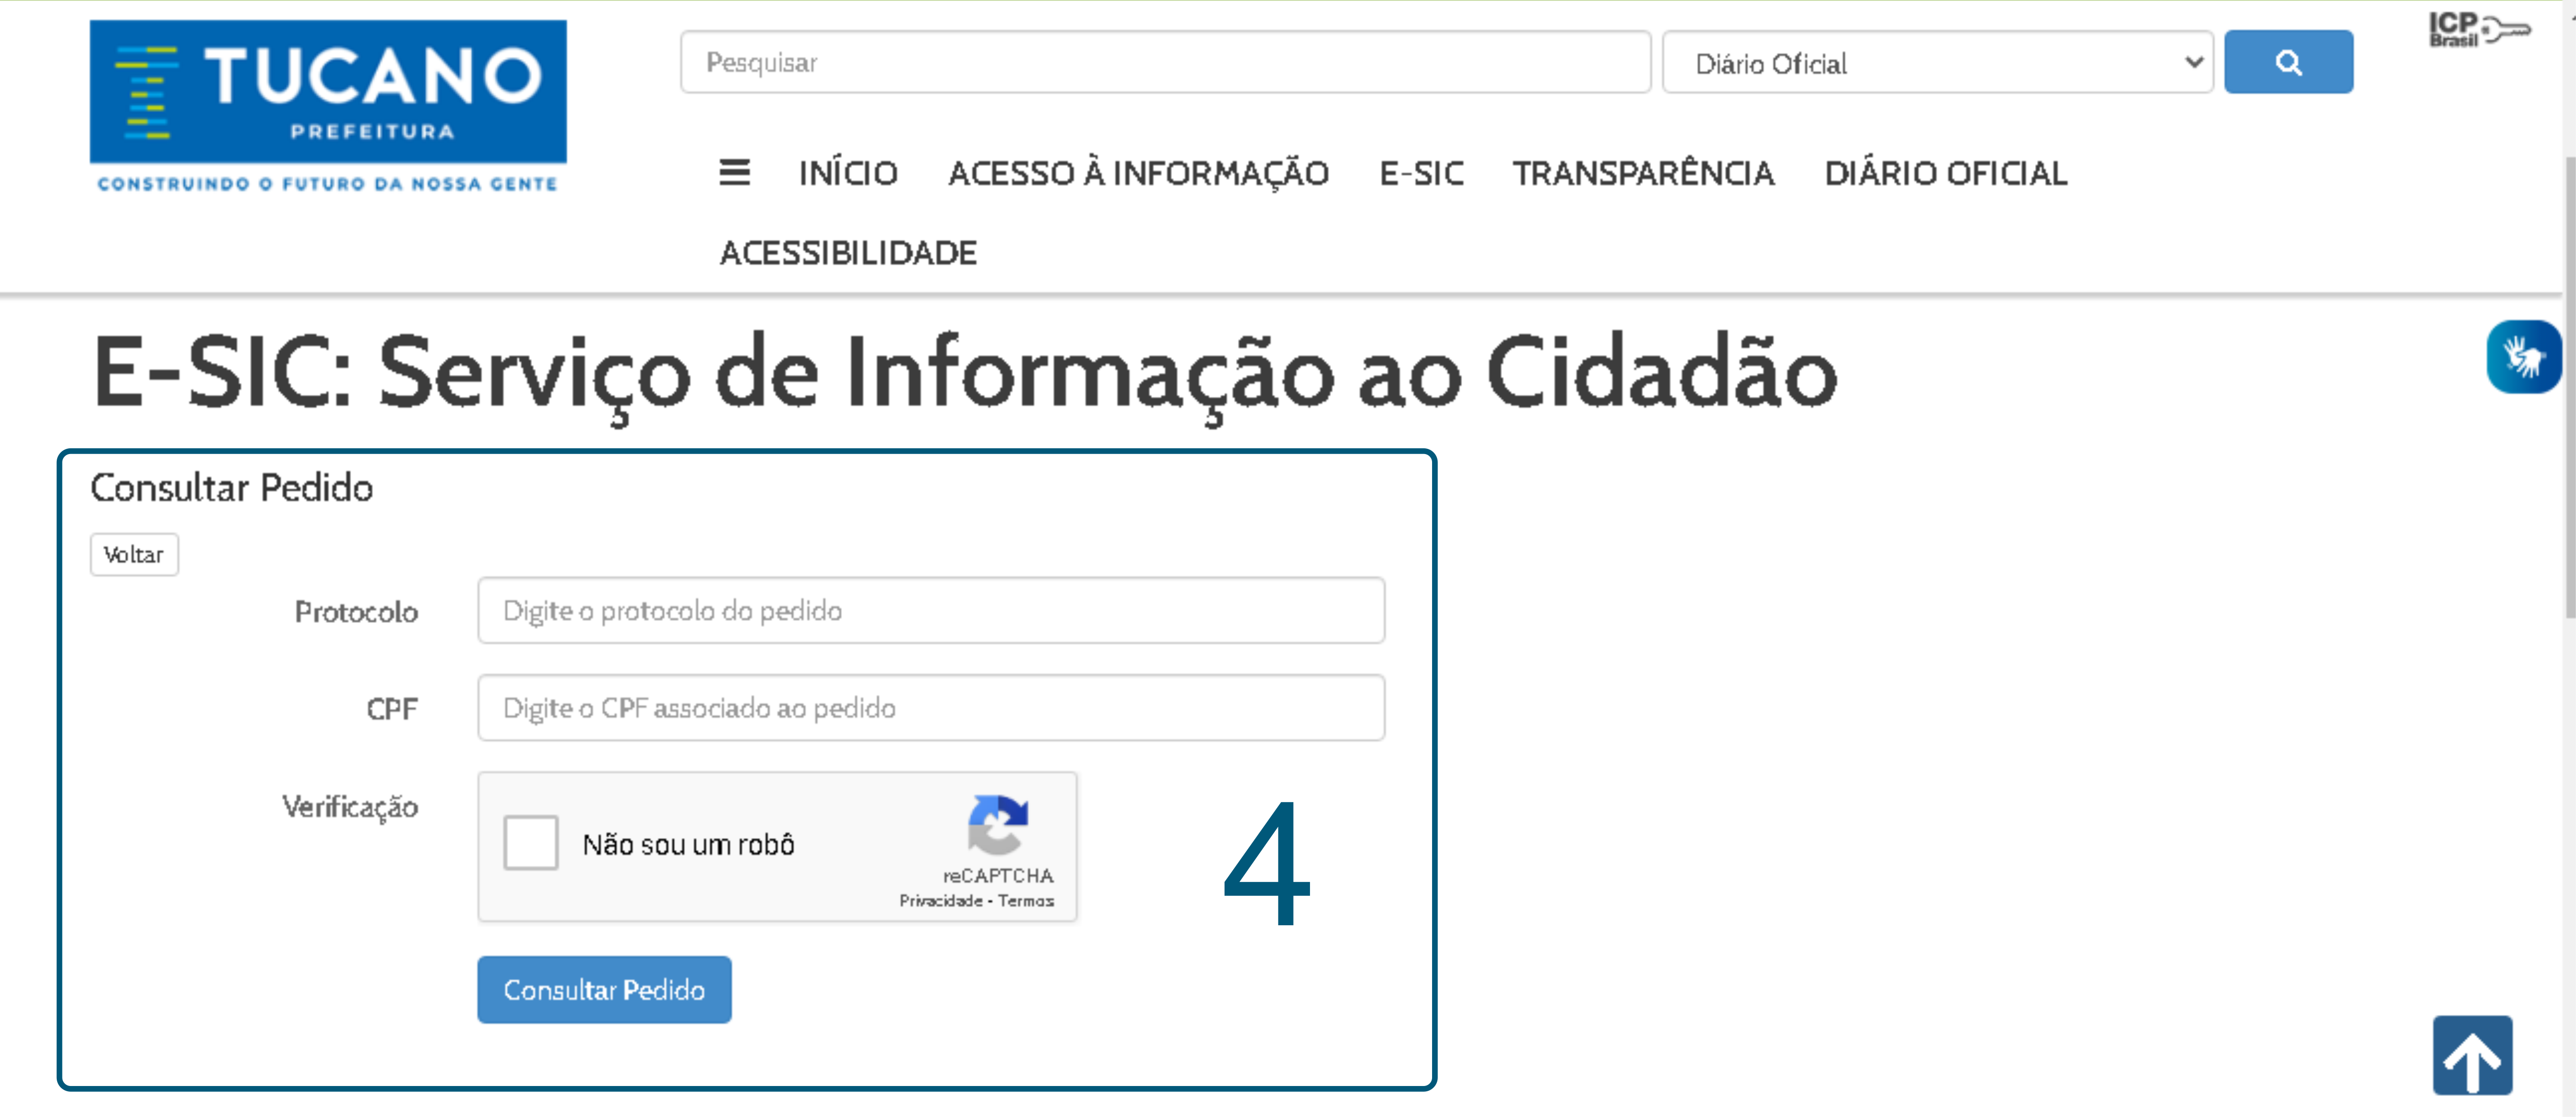 TUCANO
PREFEITURA
CONSTRUINDO O FUTURO DA NOSSA GENTE
Pesquisar
Diário Oficial
ICP
Brasil
INÍCIO ACESSO À INFORMAÇÃO E-SIC TRANSPARÊNCIA DIÁRIO OFICIAL
ACESSIBILIDADE
E-SIC: Serviço de Informação ao Cidadão
Consultar Pedido
Voltar
Protocolo Digite o protocolo do pedido
CPF Digite o CPF associado ao pedido
Verificação
Não sou um robô
reCAPTCHA
Privacidade - Termos
4
Consultar Pedido